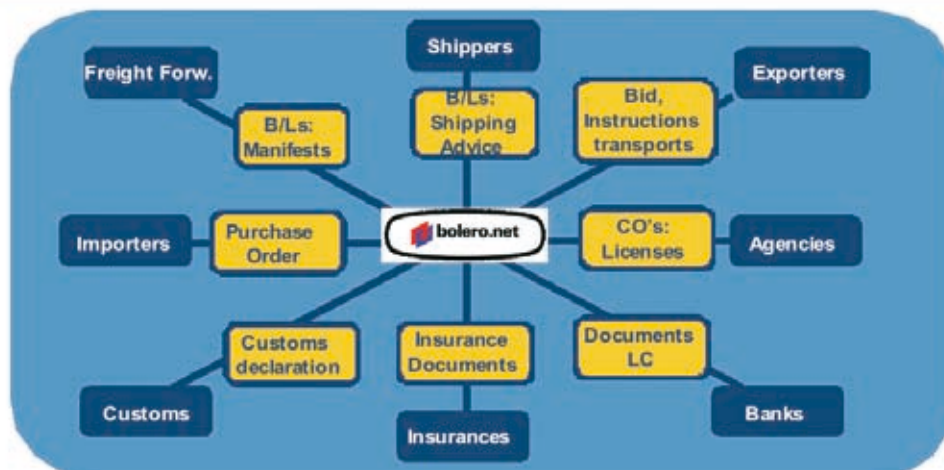 Shippers
Freight Forw.
Exporters
B/Ls:
Manifests
B/Ls:
Shipping
Advice
Bid,
Instructions
transports
Importers
Purchase
Order
bolero.net
CO's:
Licenses
Agencies
Customs
declaration
Insurance
Documents
Documents
LC
Customs
Insurances
Banks